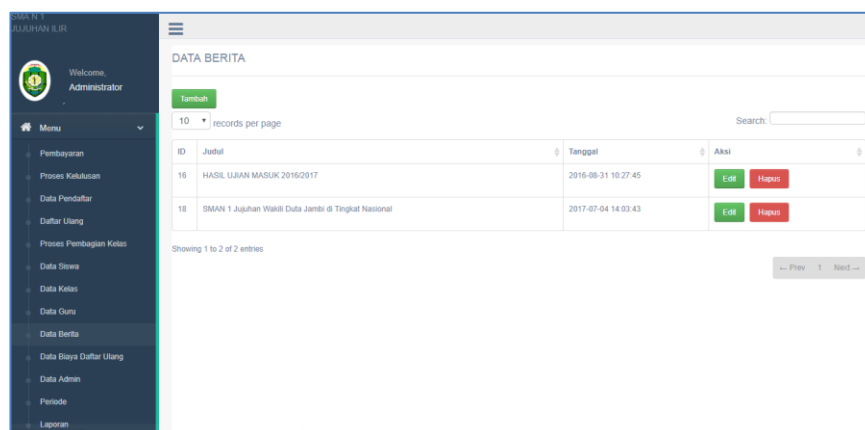 SMA N 1
JUJUHAN ILIR
Welcome,
Administrator
Menu
Pembayaran
Proses Kelulusan
Data Pendaftar
Daftar Ulang
Proses Pembagian Kelas
Data Siswa
Data Kelas
Data Guru
Data Berita
Data Biaya Daftar Ulang
Data Admin
Periode
Laporan
DATA BERITA
Tambah
10 records per page
Search:
ID Judul Tanggal Aksi
16 HASIL UJIAN MASUK 2016/2017 2016-08-31 10:27:45 Edit Hapus
18 SMAN 1 Jujuhan Wakili Duta Jambi di Tingkat Nasional 2017-07-04 14:03:43 Edit Hapus
Showing 1 to 2 of 2 entries
← Prev 1 Next →